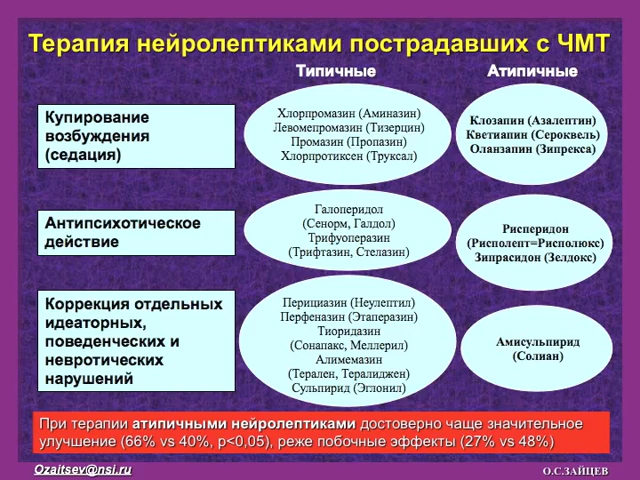 Терапия нейролептиками пострадавших с ЧМТ
Типичные
Атипичные
Купирование
возбуждения
(седация)
Хлорпромазин (Аминазин)
Левомепромазин (Тизерцин)
Промазин (Пропазин)
Хлорпротиксен (Труксал)
Клозапин (Азалептин)
Кветиапин (Сероквель)
Оланзапин (Зипрекса)
Антипсихотическое
действие
Галоперидол
(Сенорм, Галдол)
Трифуоперазин
(Трифтазин, Стелазин)
Рисперидон
(Рисполепт=Рисполюкс)
Зипрасидон (Зелдокс)
Коррекция отдельных
идеаторных,
поведенческих и
невротических
нарушений
Перициазин (Неулептил)
Перфеназин (Этаперазин)
Тиоридазин
(Сонапакс, Меллерил)
Алимемазин
(Терален, Тералиджен)
Сульпирид (Эглонил)
Амисульпирид
(Солиан)
При терапии атипичными нейролептиками достоверно чаще значительное
улучшение (66% vs 40%, p<0,05), реже побочные эффекты (27% vs 48%)
Ozaitsev@nsi.ru
О.С.ЗАЙЦЕВ